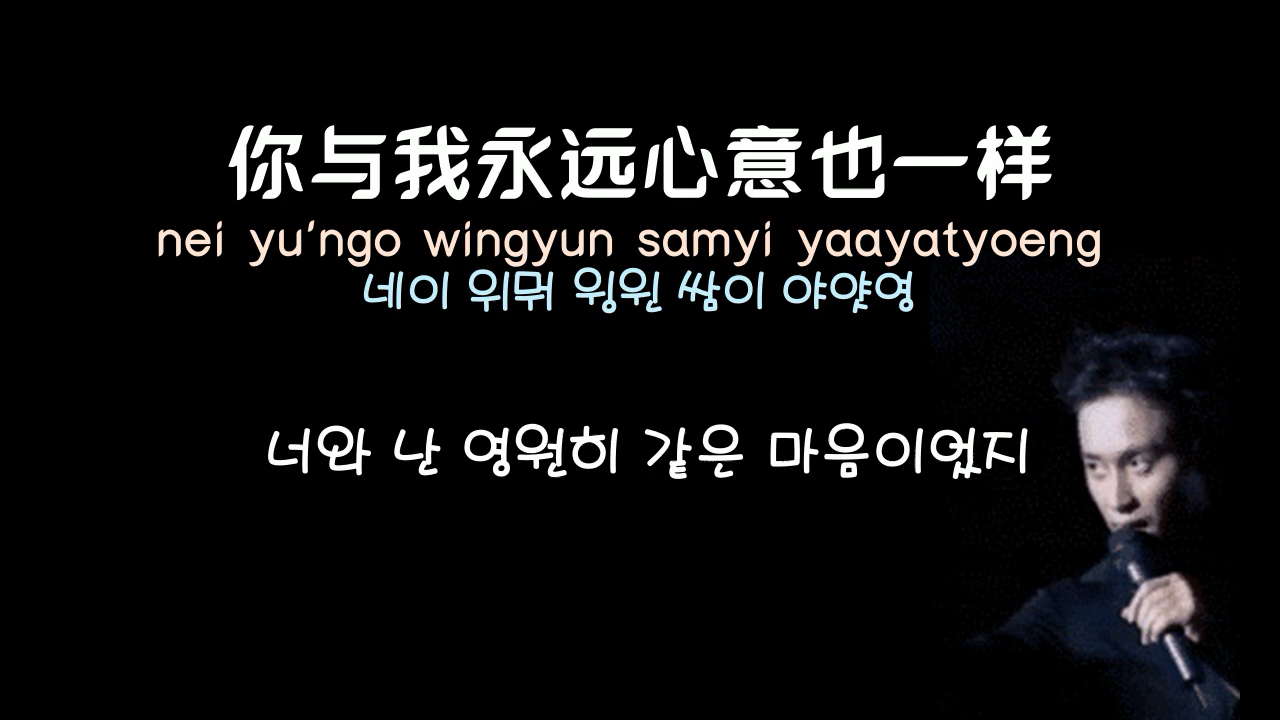 你与我永远心意也一样
nei yu'ngo wingyun samyi yaayatyoeng
네이 위뭐 윙윈 쌈이 야얏영
너와 난 영원히 같은 마음이었지